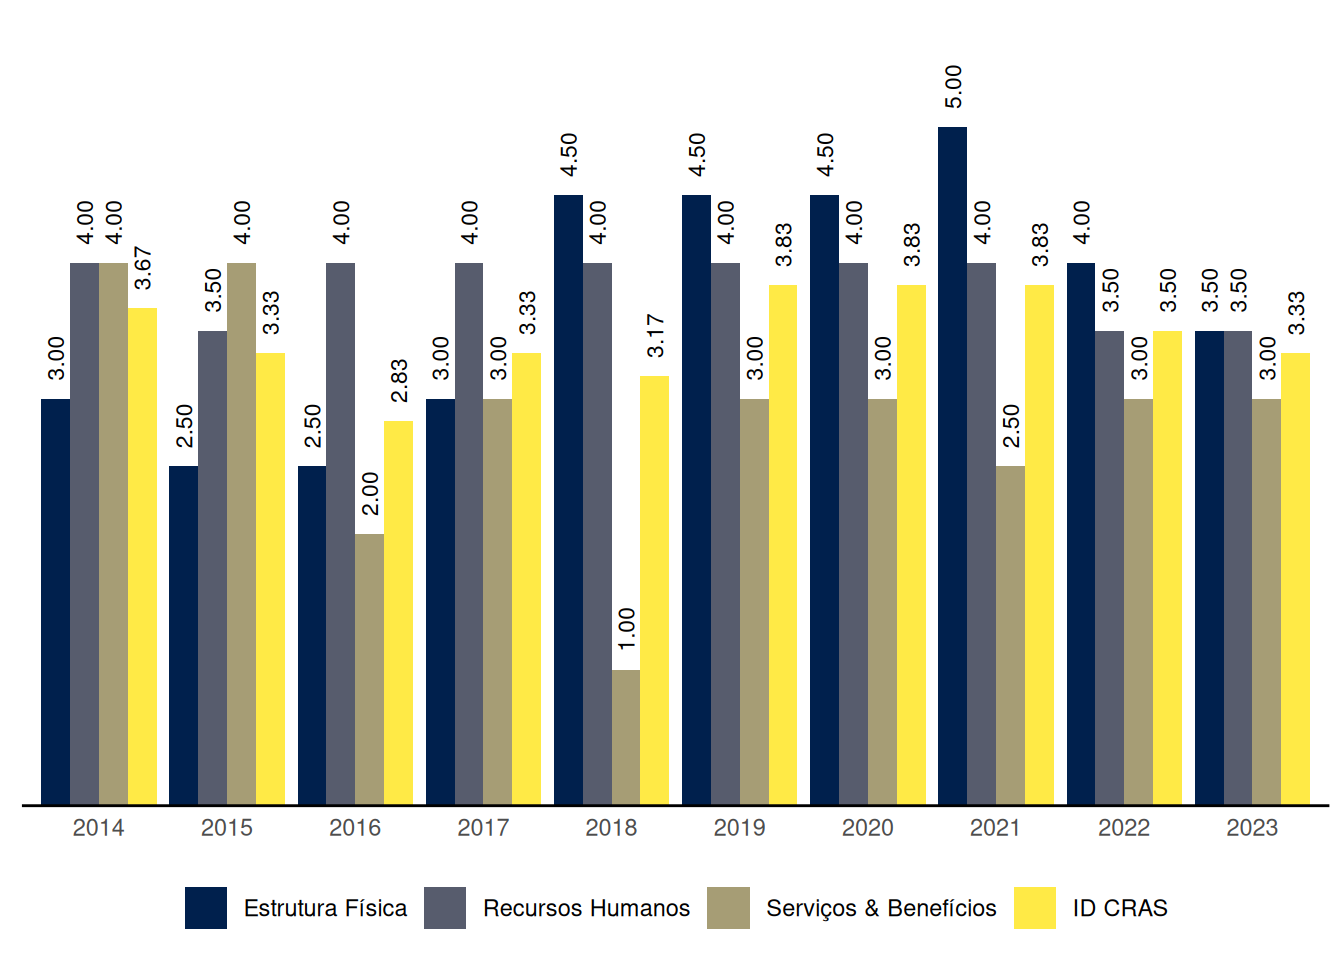 3.00 4.00 4.00 3.67
2.50 3.50 4.00 3.33
2.50 4.00 2.00 2.83
3.00 4.00 3.00 3.33
4.50 4.00 1.00 3.17
4.50 4.00 3.00 3.83
4.50 4.00 3.00 3.83
5.00 4.00 2.50 3.83
4.00 3.50 3.00 3.50
3.50 3.50 3.00 3.33
2014 2015 2016 2017 2018 2019 2020 2021 2022 2023
Estrutura Física Recursos Humanos Serviços & Benefícios ID CRAS